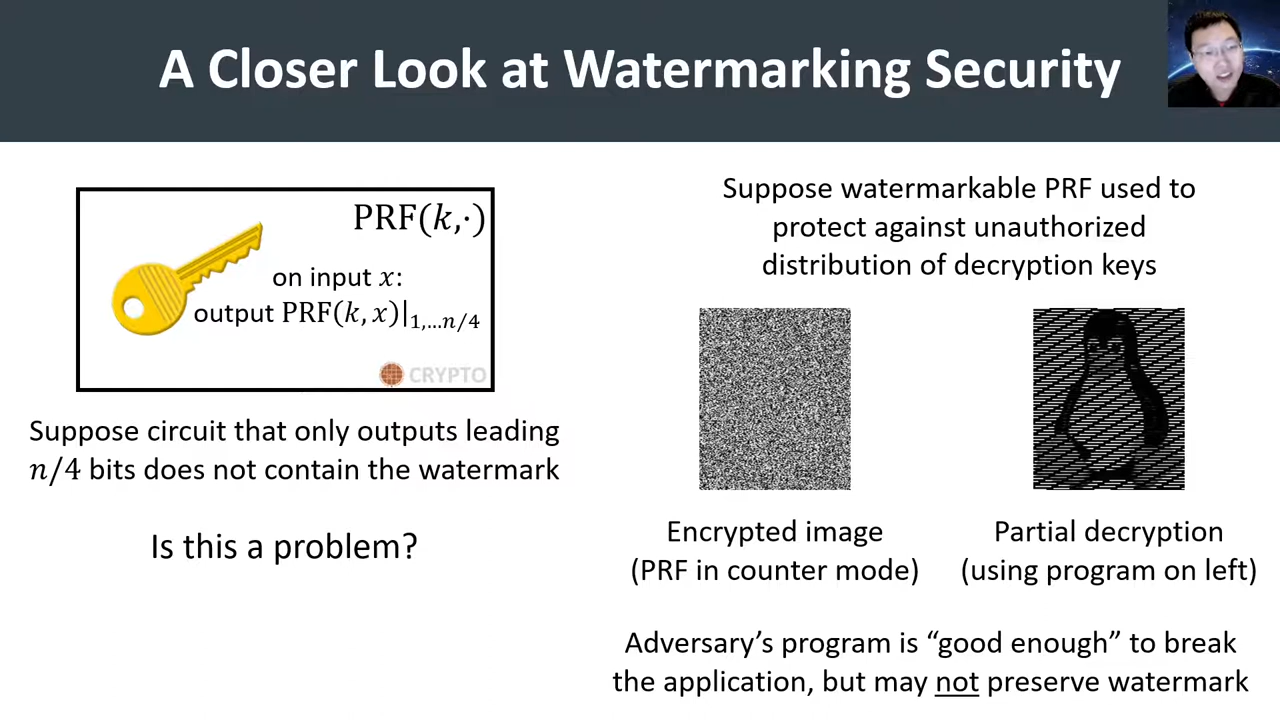 A Closer Look at Watermarking Security
PRF(k,·)
on input x:
output PRF(k, x)|1,…n/4
CRYPTO
Suppose circuit that only outputs leading
n/4 bits does not contain the watermark
Is this a problem?
Suppose watermarkable PRF used to
protect against unauthorized
distribution of decryption keys
Encrypted image
(PRF in counter mode)
Partial decryption
(using program on left)
Adversary’s program is “good enough” to break
the application, but may not preserve watermark